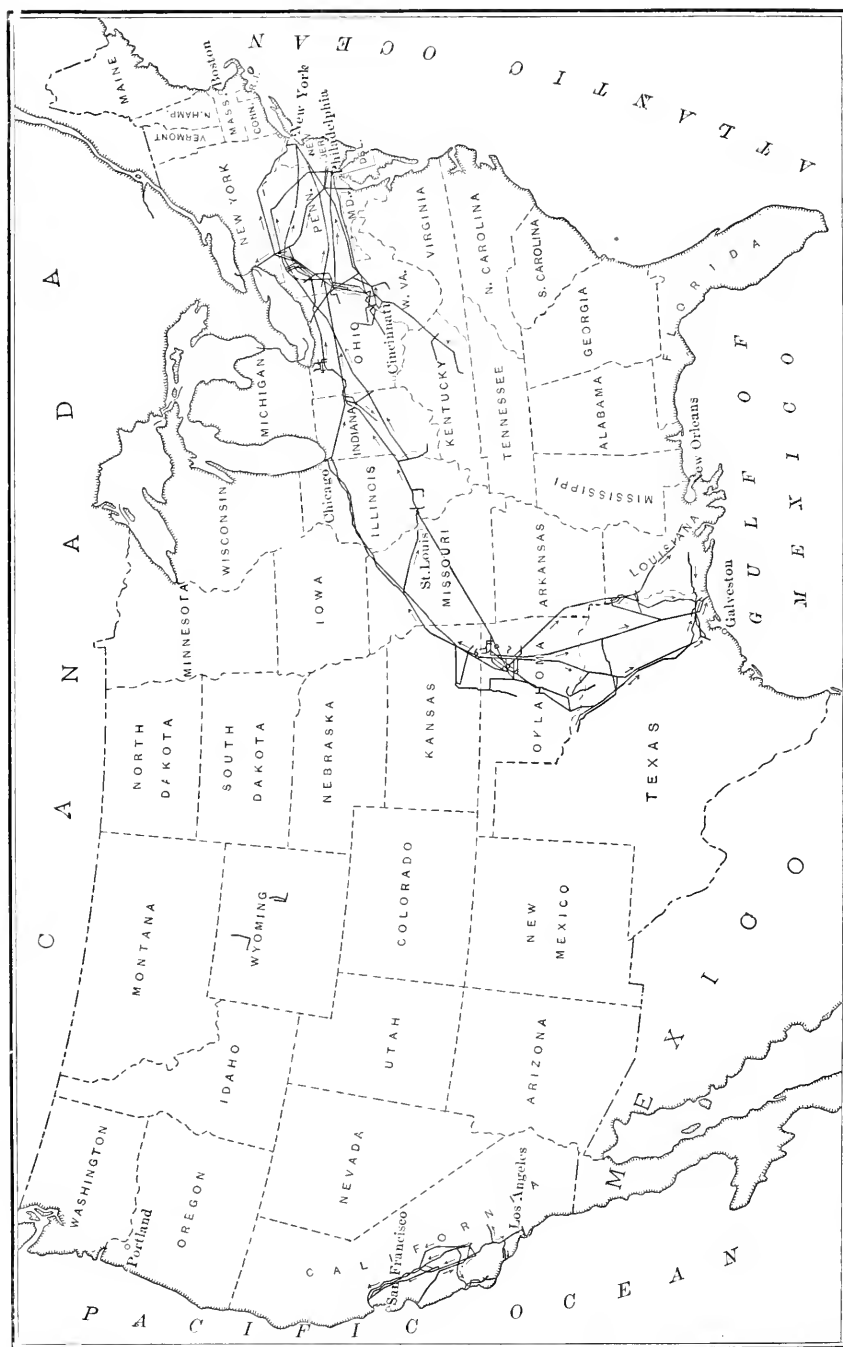 CANADA
WASHINGTON
Portland
OREGON
IDAHO
MONTANA
NORTH
DAKOTA
SOUTH
DAKOTA
MINNESOTA
WISCONSIN
MICHIGAN
MAINE
VERMONT
N. HAMP.
MASS.
CONN.
R.I.
Boston
NEW YORK
New York
PENN.
NEW
JER.
Philadelphia
MD.
DEL.
WYOMING
NEBRASKA
IOWA
Chicago
ILLINOIS
INDIANA
OHIO
Cincinnati
W. VA.
VIRGINIA
NEVADA
UTAH
COLORADO
KANSAS
MISSOURI
St. Louis
KENTUCKY
TENNESSEE
N. CAROLINA
S. CAROLINA
CALIFORN
San Francisco
Los Angeles
ARIZONA
NEW
MEXICO
OKLAHOMA
ARKANSAS
TEXAS
LOUISIANA
MISSISSIPPI
ALABAMA
GEORGIA
FLORIDA
New Orleans
Galveston
PACIFIC OCEAN
MEXICO
GULF OF
MEXICO
ATLANTIC
OCEAN